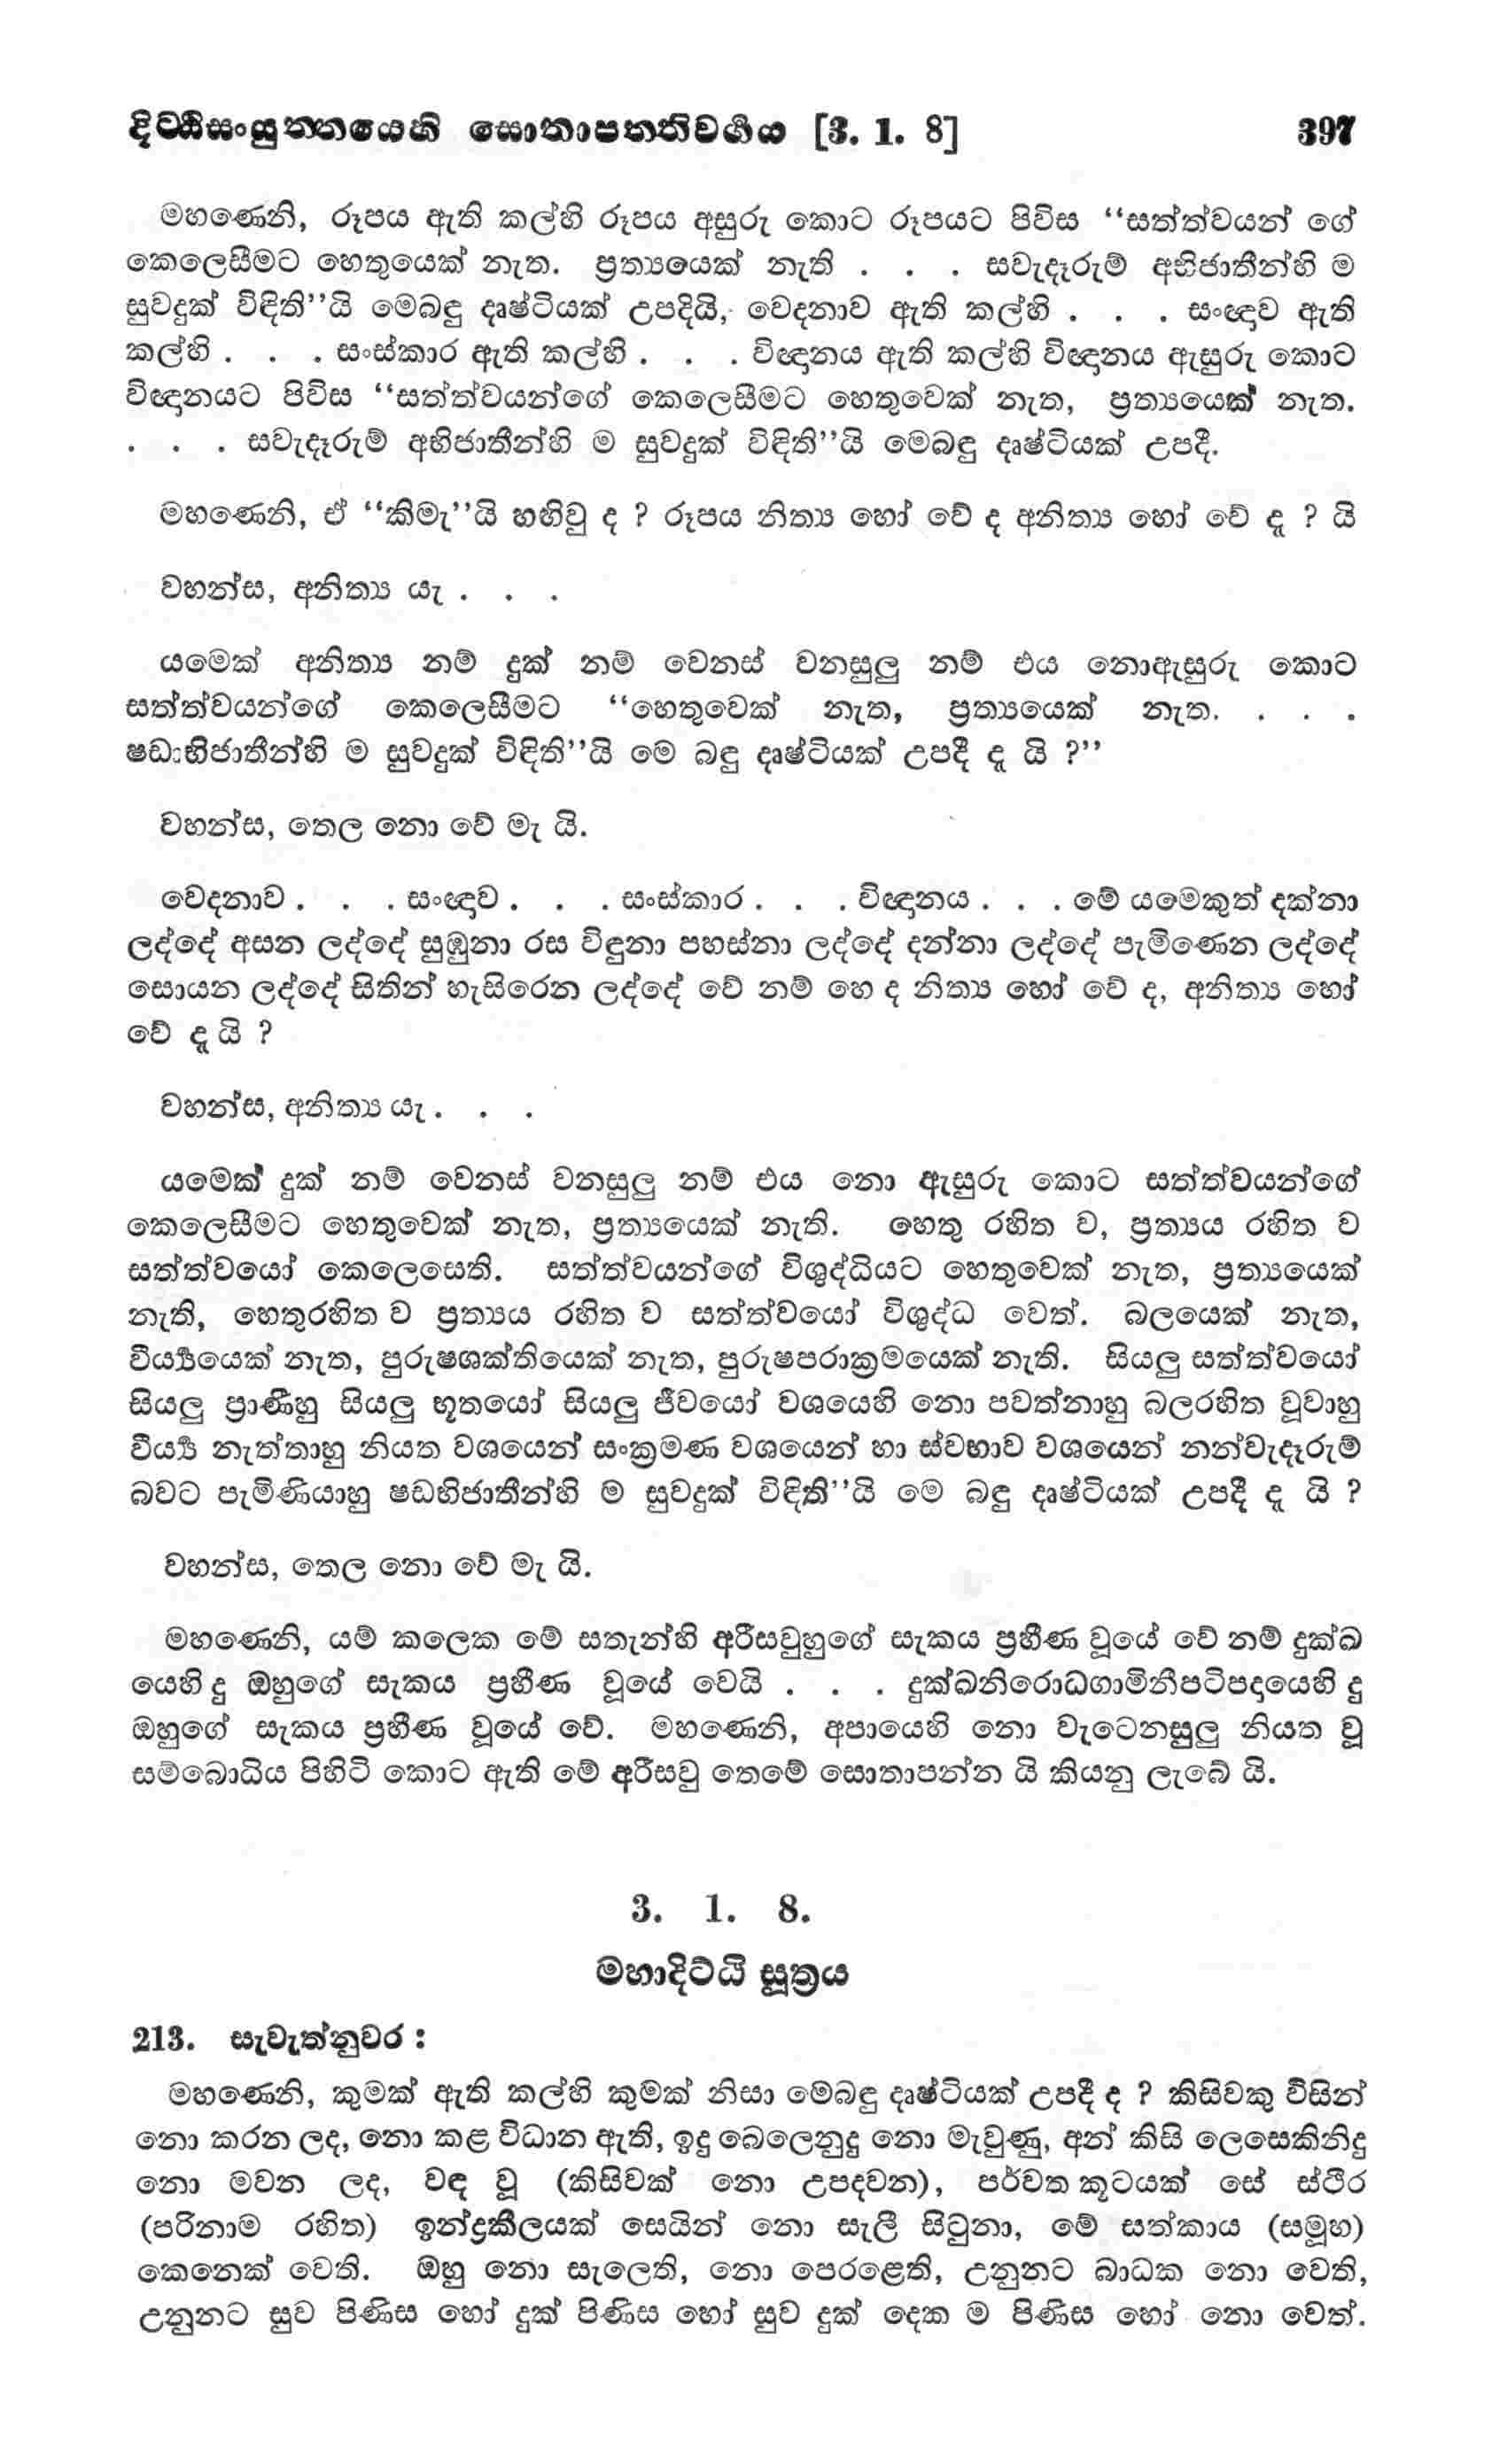 දිට්ඨිසංයුත්තයෙහි සොතාපත්තිවර්ගය [3. 1. 8] 397
මහණෙනි, රූපය ඇති කල්හි රූපය අසුරු කොට රූපයට පිවිස “සත්ත්වයන් ගේ
කෙලෙසීමට හෙතුයෙක් නැත. ප්‍රත්‍යයෙක් නැති . . . සවැදෑරුම් අභිජාතීන්හි ම
සුවදුක් විඳිති”යි මෙබඳු දෘෂ්ටියක් උපදියි, වෙදනාව ඇති කල්හි . . . සංඥාව ඇති
කල්හි . . . සංස්කාර ඇති කල්හි . . . විඥානය ඇති කල්හි විඥානය ඇසුරු කොට
විඥානයට පිවිස “සත්ත්වයන්ගේ කෙලෙසීමට හෙතුවෙක් නැත, ප්‍රත්‍යයෙක් නැත.
. . . සවැදෑරුම් අභිජාතීන්හි ම සුවදුක් විඳිති”යි මෙබඳු දෘෂ්ටියක් උපදී.
මහණෙනි, ඒ “කිමැ”යි හඟිවු ද ? රූපය නිත්‍ය හෝ වේ ද අනිත්‍ය හෝ වේ දැ ? යි
වහන්ස, අනිත්‍ය යැ . . .
යමෙක් අනිත්‍ය නම් දුක් නම් වෙනස් වනසුලු නම් එය නොඇසුරු කොට
සත්ත්වයන්ගේ කෙලෙසීමට “හෙතුවෙක් නැත, ප්‍රත්‍යයෙක් නැත. . . .
ෂඩාභිජාතීන්හි ම සුවදුක් විඳිති”යි මෙ බඳු දෘෂ්ටියක් උපදී දැ යි ?”
වහන්ස, තෙල නො වේ මැ යි.
වෙදනාව . . . සංඥාව . . . සංස්කාර . . . විඥානය . . . මේ යමෙකුත් දක්නා
ලද්දේ අසන ලද්දේ සුඹුනා රස විඳුනා පහස්නා ලද්දේ දන්නා ලද්දේ පැමිණෙන ලද්දේ
සොයන ලද්දේ සිතින් හැසිරෙන ලද්දේ වේ නම් හෙ ද නිත්‍ය හෝ වේ ද, අනිත්‍ය හෝ
වේ දැ යි ?
වහන්ස, අනිත්‍ය යැ . . .
යමෙක් දුක් නම් වෙනස් වනසුලු නම් එය නො ඇසුරු කොට සත්ත්වයන්ගේ
කෙලෙසීමට හෙතුවෙක් නැත, ප්‍රත්‍යයෙක් නැති. හෙතු රහිත ව, ප්‍රත්‍යය රහිත ව
සත්ත්වයෝ කෙලෙසෙති. සත්ත්වයන්ගේ විශුද්ධියට හෙතුවෙක් නැත, ප්‍රත්‍යයෙක්
නැති, හෙතුරහිත ව ප්‍රත්‍යය රහිත ව සත්ත්වයෝ විශුද්ධ වෙත්. බලයෙක් නැත,
වීර්‍ය්‍යයෙක් නැත, පුරුෂශක්තියෙක් නැත, පුරුෂපරාක්‍රමයෙක් නැති. සියලු සත්ත්වයෝ
සියලු ප්‍රාණීහු සියලු භූතයෝ සියලු ජීවයෝ වශයෙහි නො පවත්නාහු බලරහිත වූවාහු
වීර්‍ය්‍ය නැත්තාහු නියත වශයෙන් සංක්‍රමණ වශයෙන් හා ස්වභාව වශයෙන් නන්වැදෑරුම්
බවට පැමිණියාහු ෂඩභිජාතීන්හි ම සුවදුක් විඳිති”යි මෙ බඳු දෘෂ්ටියක් උපදී දැ යි ?
වහන්ස, තෙල නො වේ මැ යි.
මහණෙනි, යම් කලෙක මේ සතැන්හි අරීසවුහුගේ සැකය ප්‍රහීණ වූයේ වේ නම් දුක්ඛ
යෙහි දු ඔහුගේ සැකය ප්‍රහීණ වූයේ වෙයි . . . දුක්ඛනිරොධගාමිනීපටිපදායෙහි දු
ඔහුගේ සැකය ප්‍රහීණ වූයේ වේ. මහණෙනි, අපායෙහි නො වැටෙනසුලු නියත වූ
සම්බොධිය පිහිටි කොට ඇති මේ අරීසවු තෙමේ සොතාපන්න යි කියනු ලැබේ යි.
3. 1. 8.
මහාදිට්ඨි සූත්‍රය
213. සැවැත්නුවර :
මහණෙනි, කුමක් ඇති කල්හි කුමක් නිසා මෙබඳු දෘෂ්ටියක් උපදී ද ? කිසිවකු විසින්
නො කරන ලද, නො කළ විධාන ඇති, ඉදු බෙලෙනුදු නො මැවුණු, අන් කිසි ලෙසෙකිනිදු
නො මවන ලද, වඳ වූ (කිසිවක් නො උපදවන), පර්වත කූටයක් සේ ස්ථිර
(පරිනාම රහිත) ඉන්ද්‍රකීලයක් සෙයින් නො සැලී සිටුනා, මේ සත්කාය (සමූහ)
කෙනෙක් වෙති. ඔහු නො සැලෙති, නො පෙරළෙති, උනුනට බාධක නො වෙති,
උනුනට සුව පිණිස හෝ දුක් පිණිස හෝ සුව දුක් දෙක ම පිණිස හෝ නො වෙත්.